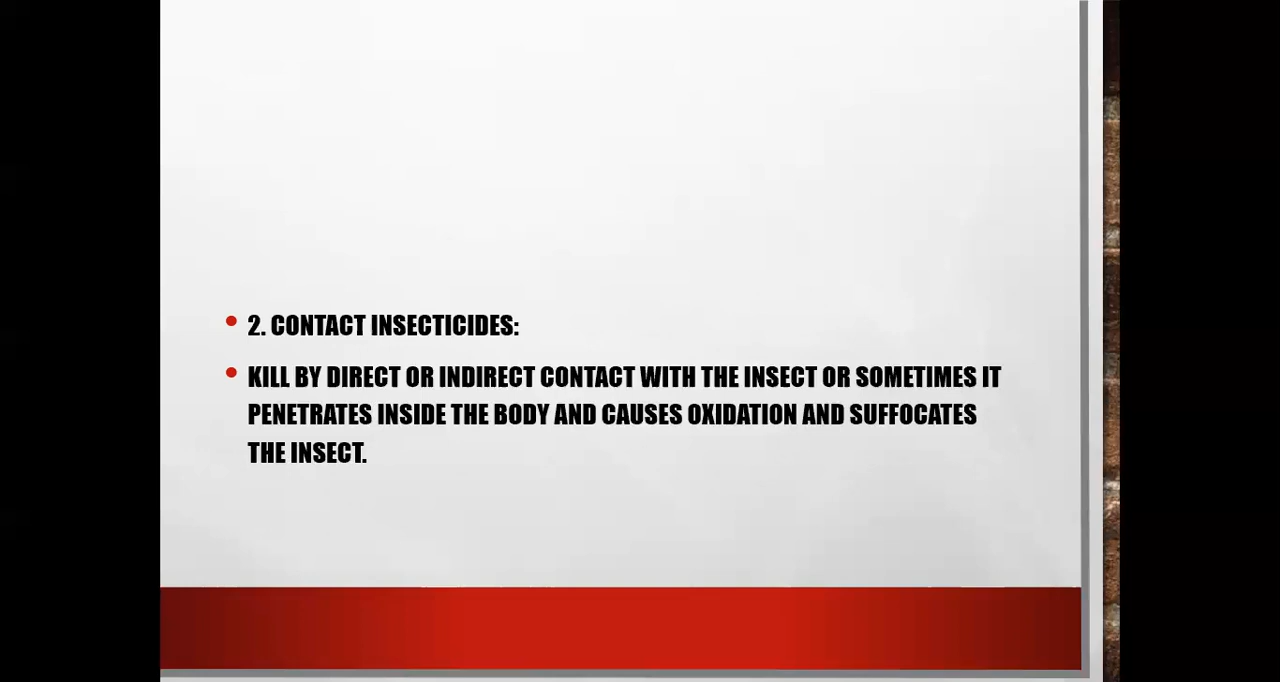 2. CONTACT INSECTICIDES:
KILL BY DIRECT OR INDIRECT CONTACT WITH THE INSECT OR SOMETIMES IT
PENETRATES INSIDE THE BODY AND CAUSES OXIDATION AND SUFFOCATES
THE INSECT.